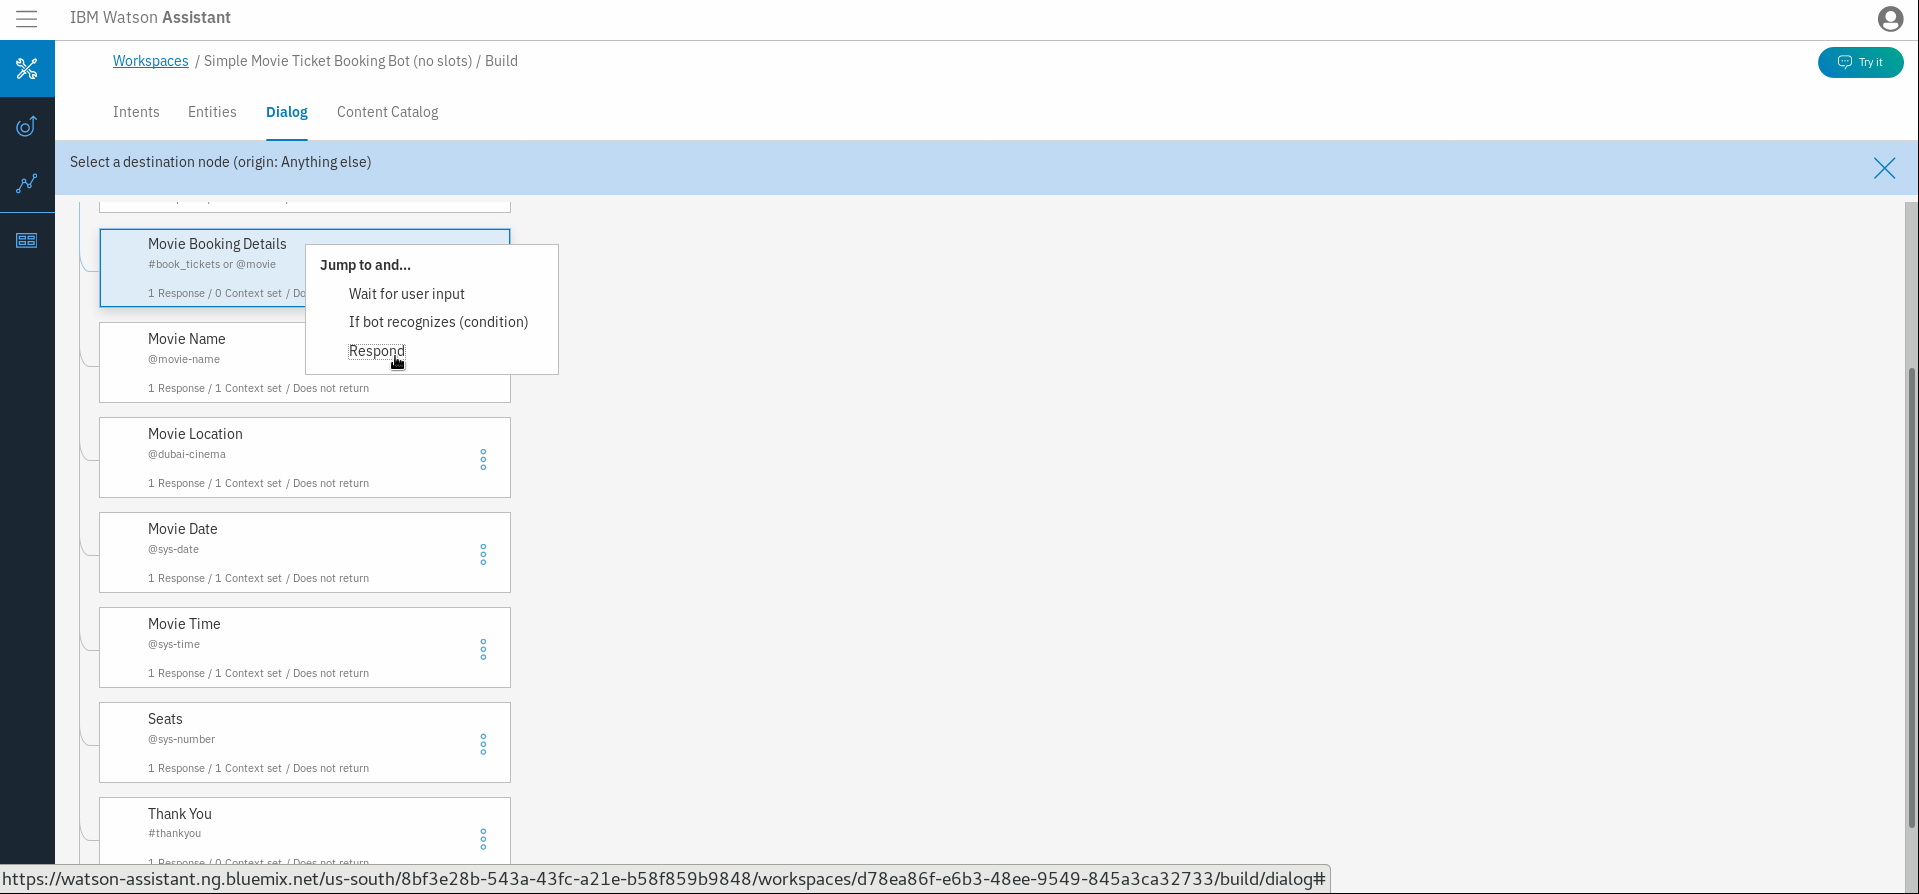 IBM Watson Assistant
Workspaces / Simple Movie Ticket Booking Bot (no slots) / Build
Try it
Intents Entities Dialog Content Catalog
Select a destination node (origin: Anything else)
Movie Booking Details
#book_tickets or @movie
1 Response / 0 Context set / Do
Jump to and...
Wait for user input
If bot recognizes (condition)
Respond
Movie Name
@movie-name
1 Response / 1 Context set / Does not return
Movie Location
@dubai-cinema
1 Response / 1 Context set / Does not return
Movie Date
@sys-date
1 Response / 1 Context set / Does not return
Movie Time
@sys-time
1 Response / 1 Context set / Does not return
Seats
@sys-number
1 Response / 1 Context set / Does not return
Thank You
#thankyou
1 Response / 0 Context set / Does not return
https://watson-assistant.ng.bluemix.net/us-south/8bf3e28b-543a-43fc-a21e-b58f859b9848/workspaces/d78ea86f-e6b3-48ee-9549-845a3ca32733/build/dialog#